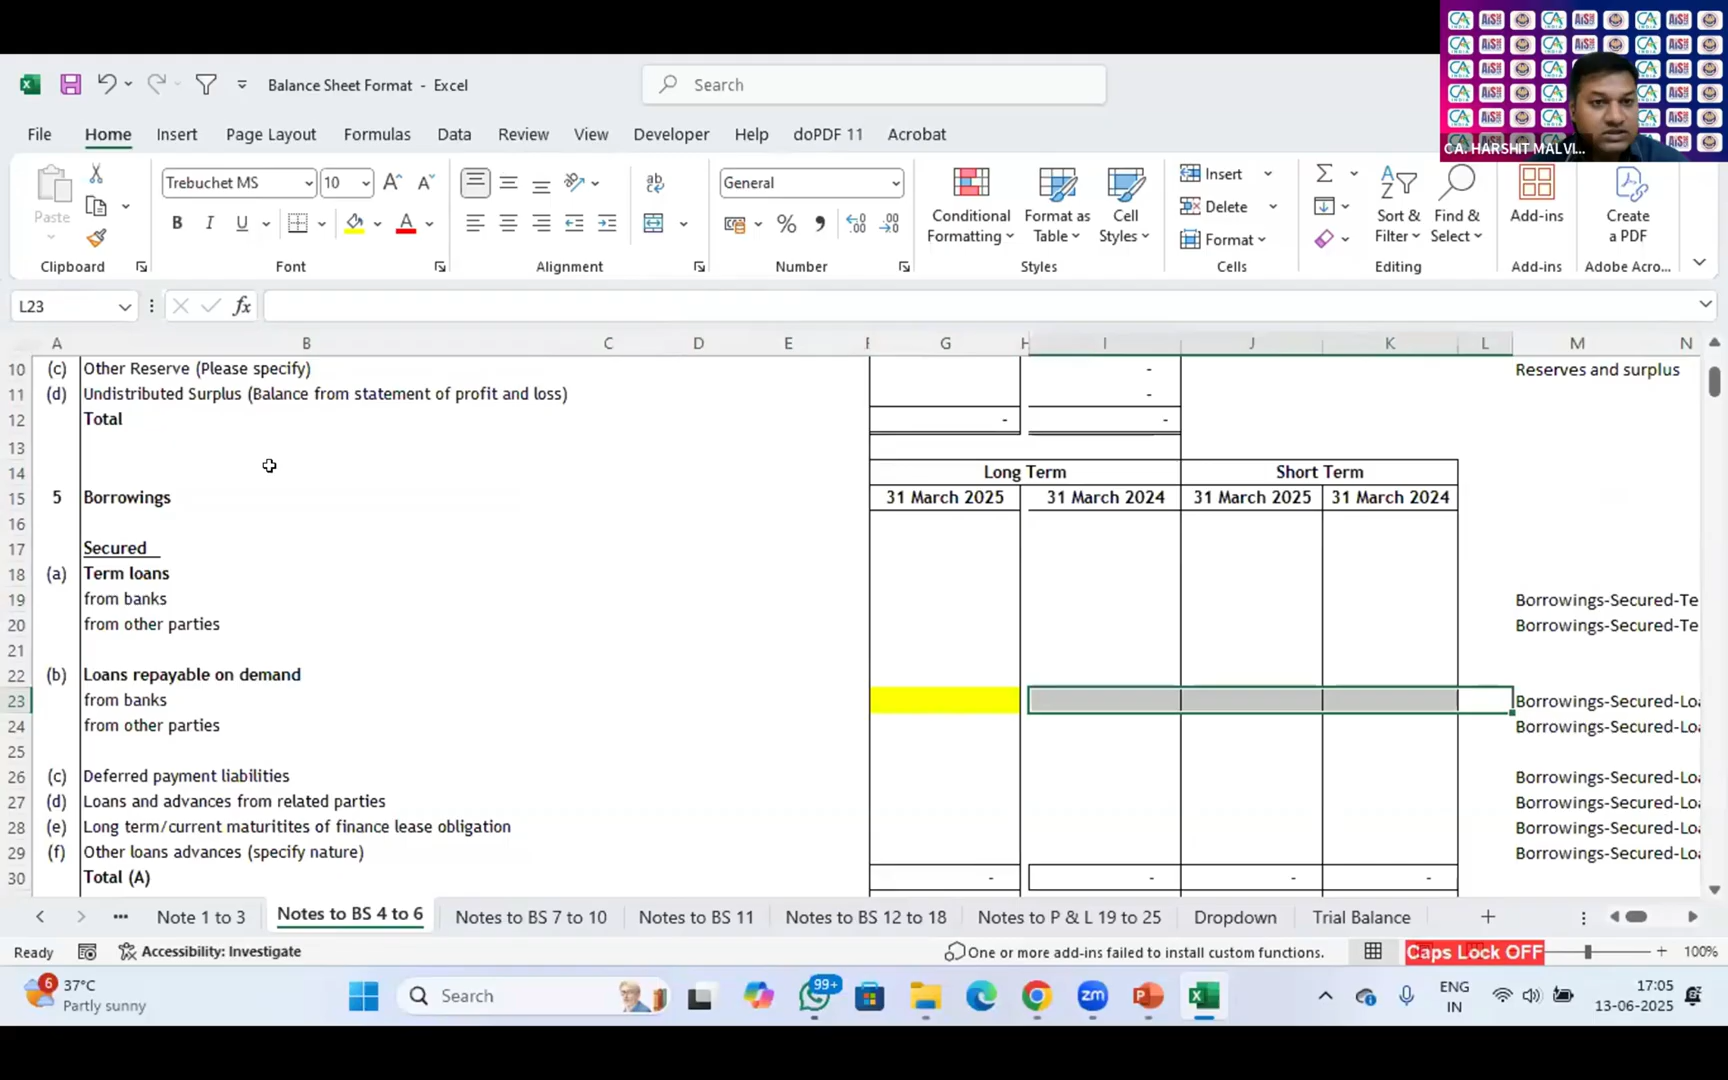 Balance Sheet Format - Excel
Search
CA. HARSHIT MALVI...
File Home Insert Page Layout Formulas Data Review View Developer Help doPDF 11 Acrobat
Paste
Clipboard
Trebuchet MS 10
B I U
Font
Alignment
General
Number
Conditional Formatting
Format as Table
Cell Styles
Styles
Insert
Delete
Format
Cells
Sort & Filter
Find & Select
Editing
Add-ins
Add-ins
Create a PDF
Adobe Acro...
L23
fx
A B C D E F G H I J K L M N
10 (c) Other Reserve (Please specify) - Reserves and surplus
11 (d) Undistributed Surplus (Balance from statement of profit and loss) -
12 Total - -
13
14 Long Term Short Term
15 5 Borrowings 31 March 2025 31 March 2024 31 March 2025 31 March 2024
16
17 Secured
18 (a) Term loans
19 from banks Borrowings-Secured-Te
20 from other parties Borrowings-Secured-Te
21
22 (b) Loans repayable on demand
23 from banks Borrowings-Secured-Loa
24 from other parties Borrowings-Secured-Loa
25
26 (c) Deferred payment liabilities Borrowings-Secured-Loa
27 (d) Loans and advances from related parties Borrowings-Secured-Loa
28 (e) Long term/current maturitites of finance lease obligation Borrowings-Secured-Loa
29 (f) Other loans advances (specify nature) Borrowings-Secured-Loa
30 Total (A) - - - -
... Note 1 to 3 Notes to BS 4 to 6 Notes to BS 7 to 10 Notes to BS 11 Notes to BS 12 to 18 Notes to P & L 19 to 25 Dropdown Trial Balance
Ready Accessibility: Investigate One or more add-ins failed to install custom functions. Caps Lock OFF 100%
6 37°C
Partly sunny
Search
99+
zm
ENG
IN
17:05
13-06-2025